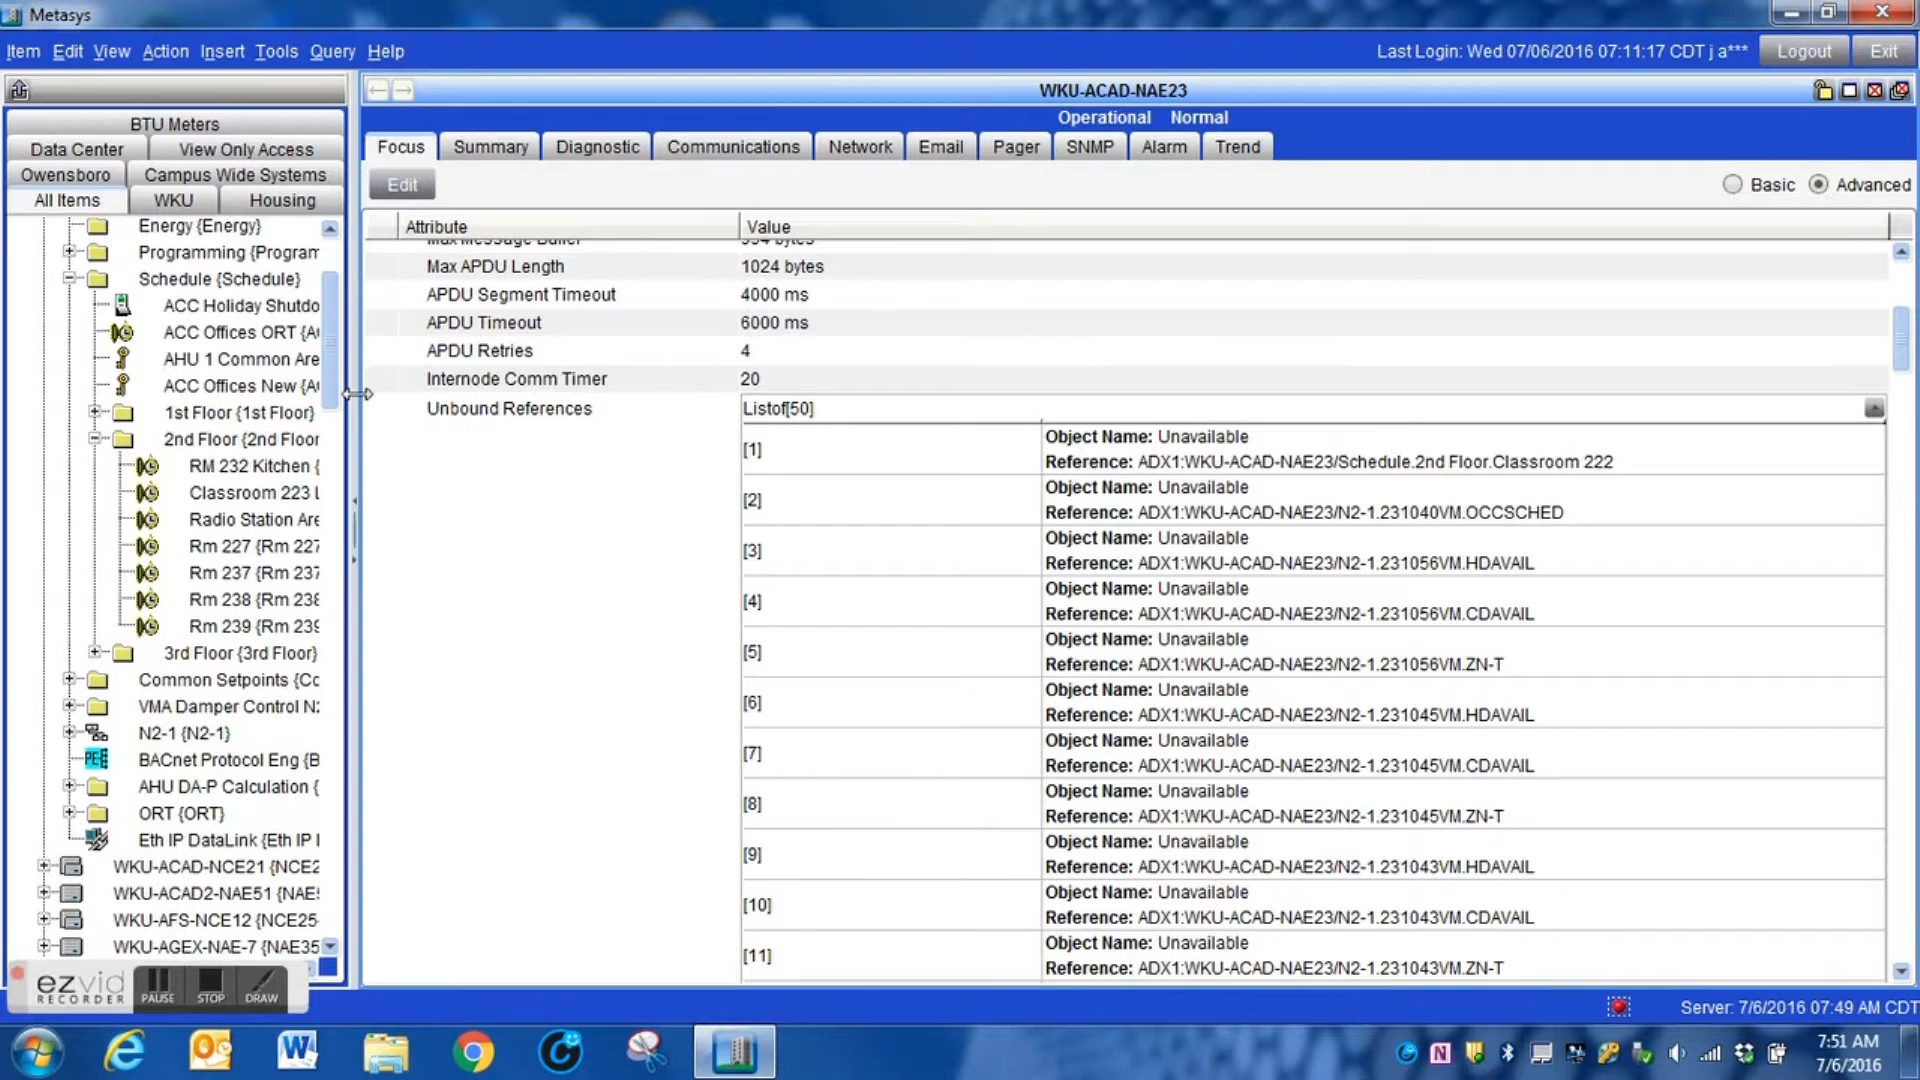 Metasys
Item Edit View Action Insert Tools Query Help
Last Login: Wed 07/06/2016 07:11:17 CDT j a***
Logout Exit
WKU-ACAD-NAE23
Operational Normal
BTU Meters
Data Center View Only Access
Owensboro Campus Wide Systems
All Items WKU Housing
Energy {Energy}
Programming {Program
Schedule {Schedule}
ACC Holiday Shutdo
ACC Offices ORT {A
AHU 1 Common Are
ACC Offices New {A
1st Floor {1st Floor}
2nd Floor {2nd Floor
RM 232 Kitchen {
Classroom 223 L
Radio Station Are
Rm 227 {Rm 227
Rm 237 {Rm 237
Rm 238 {Rm 238
Rm 239 {Rm 239
3rd Floor {3rd Floor}
Common Setpoints {Cc
VMA Damper Control N2
N2-1 {N2-1}
BACnet Protocol Eng {B
AHU DA-P Calculation {
ORT {ORT}
Eth IP DataLink {Eth IP
WKU-ACAD-NCE21 {NCE2
WKU-ACAD2-NAE51 {NAE5
WKU-AFS-NCE12 {NCE25
WKU-AGEX-NAE-7 {NAE35
Focus Summary Diagnostic Communications Network Email Pager SNMP Alarm Trend
Edit
Basic Advanced
Attribute Value
Max Message Buffer 594 bytes
Max APDU Length 1024 bytes
APDU Segment Timeout 4000 ms
APDU Timeout 6000 ms
APDU Retries 4
Internode Comm Timer 20
Unbound References Listof[50]
[1] Object Name: Unavailable
Reference: ADX1:WKU-ACAD-NAE23/Schedule.2nd Floor.Classroom 222
[2] Object Name: Unavailable
Reference: ADX1:WKU-ACAD-NAE23/N2-1.231040VM.OCCSCHED
[3] Object Name: Unavailable
Reference: ADX1:WKU-ACAD-NAE23/N2-1.231056VM.HDAVAIL
[4] Object Name: Unavailable
Reference: ADX1:WKU-ACAD-NAE23/N2-1.231056VM.CDAVAIL
[5] Object Name: Unavailable
Reference: ADX1:WKU-ACAD-NAE23/N2-1.231056VM.ZN-T
[6] Object Name: Unavailable
Reference: ADX1:WKU-ACAD-NAE23/N2-1.231045VM.HDAVAIL
[7] Object Name: Unavailable
Reference: ADX1:WKU-ACAD-NAE23/N2-1.231045VM.CDAVAIL
[8] Object Name: Unavailable
Reference: ADX1:WKU-ACAD-NAE23/N2-1.231045VM.ZN-T
[9] Object Name: Unavailable
Reference: ADX1:WKU-ACAD-NAE23/N2-1.231043VM.HDAVAIL
[10] Object Name: Unavailable
Reference: ADX1:WKU-ACAD-NAE23/N2-1.231043VM.CDAVAIL
[11] Object Name: Unavailable
Reference: ADX1:WKU-ACAD-NAE23/N2-1.231043VM.ZN-T
ezvid
RECORDER
PAUSE STOP DRAW
Server: 7/6/2016 07:49 AM CDT
7:51 AM
7/6/2016